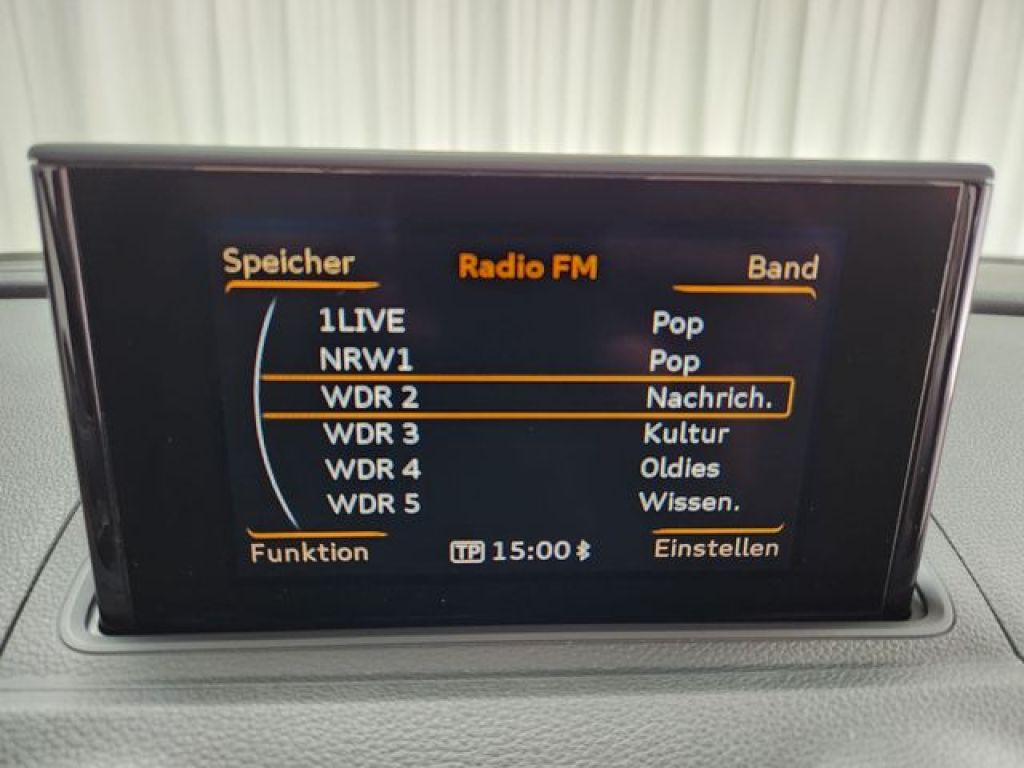 Speicher Radio FM Band
1LIVE Pop
NRW1 Pop
WDR 2 Nachrich.
WDR 3 Kultur
WDR 4 Oldies
WDR 5 Wissen.
Funktion TP 15:00 Einstellen